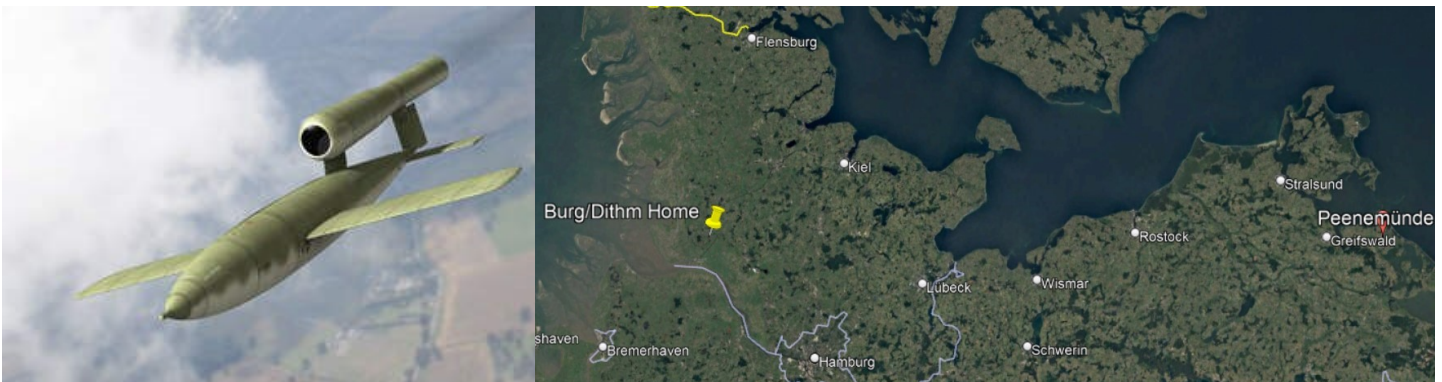 Flensburg
Kiel
Burg/Dithm Home
Stralsund
Peenemünde
Rostock
Greifswald
Lübeck
Wismar
shaven
Bremerhaven
Schwerin
Hamburg